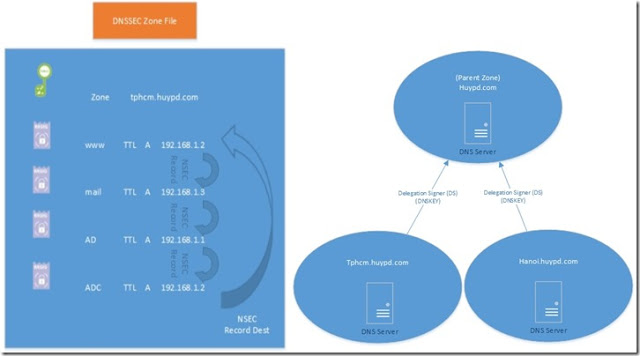 DNSSEC Zone File
Zone tphcm.huypd.com
www TTL A 192.168.1.2
NSEC
Record
mail TTL A 192.168.1.3
NSEC
Record
AD TTL A 192.168.1.1
NSEC
Record
ADC TTL A 192.168.1.2
NSEC
Record Dest
(Parent Zone)
Huypd.com
DNS Server
Delegation Signer (DS)
(DNSKEY)
Delegation Signer (DS)
(DNSKEY)
Tphcm.huypd.com
DNS Server
Hanoi.huypd.com
DNS Server